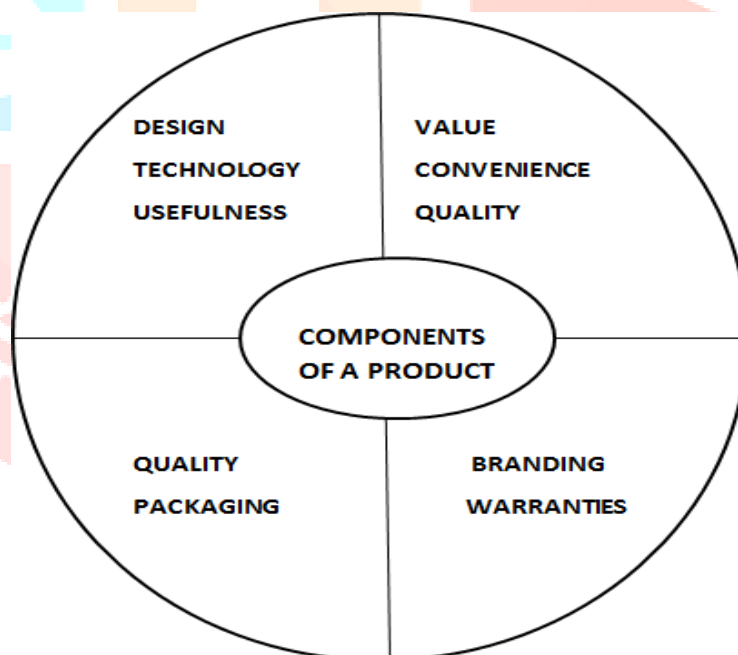 DESIGN
TECHNOLOGY
USEFULNESS
VALUE
CONVENIENCE
QUALITY
COMPONENTS
OF A PRODUCT
QUALITY
PACKAGING
BRANDING
WARRANTIES